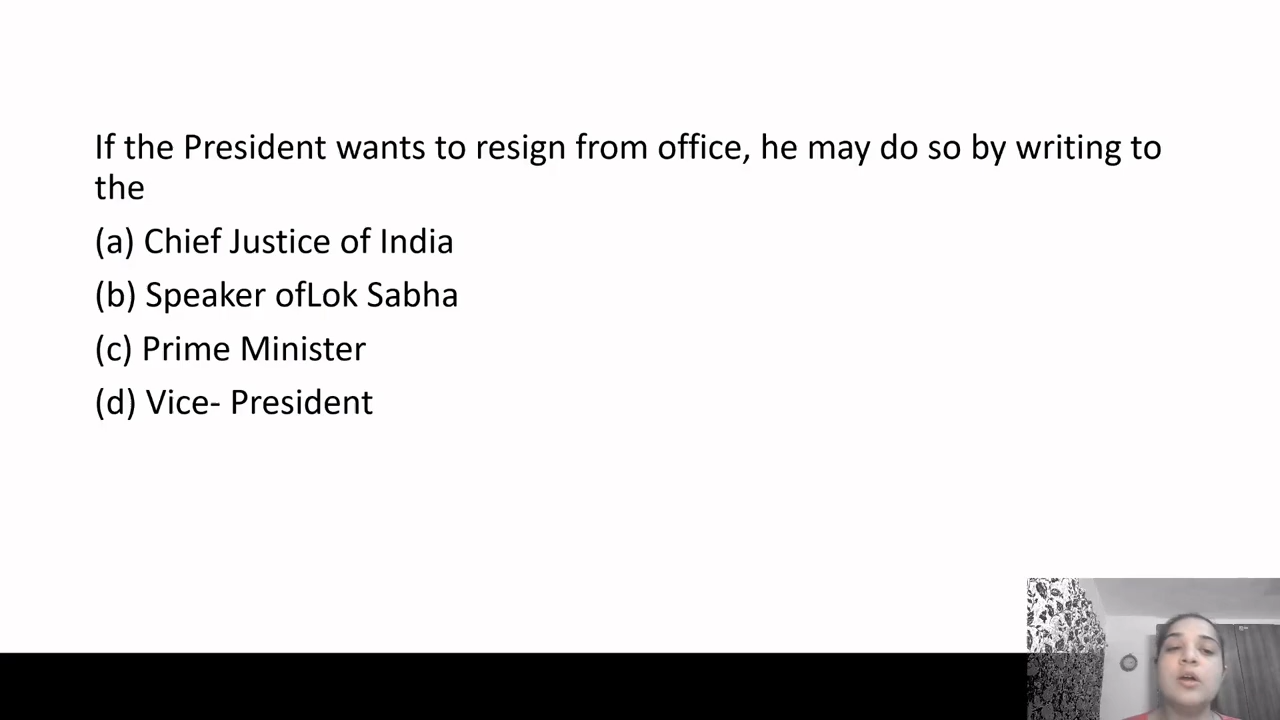 If the President wants to resign from office, he may do so by writing to
the
(a) Chief Justice of India
(b) Speaker ofLok Sabha
(c) Prime Minister
(d) Vice- President